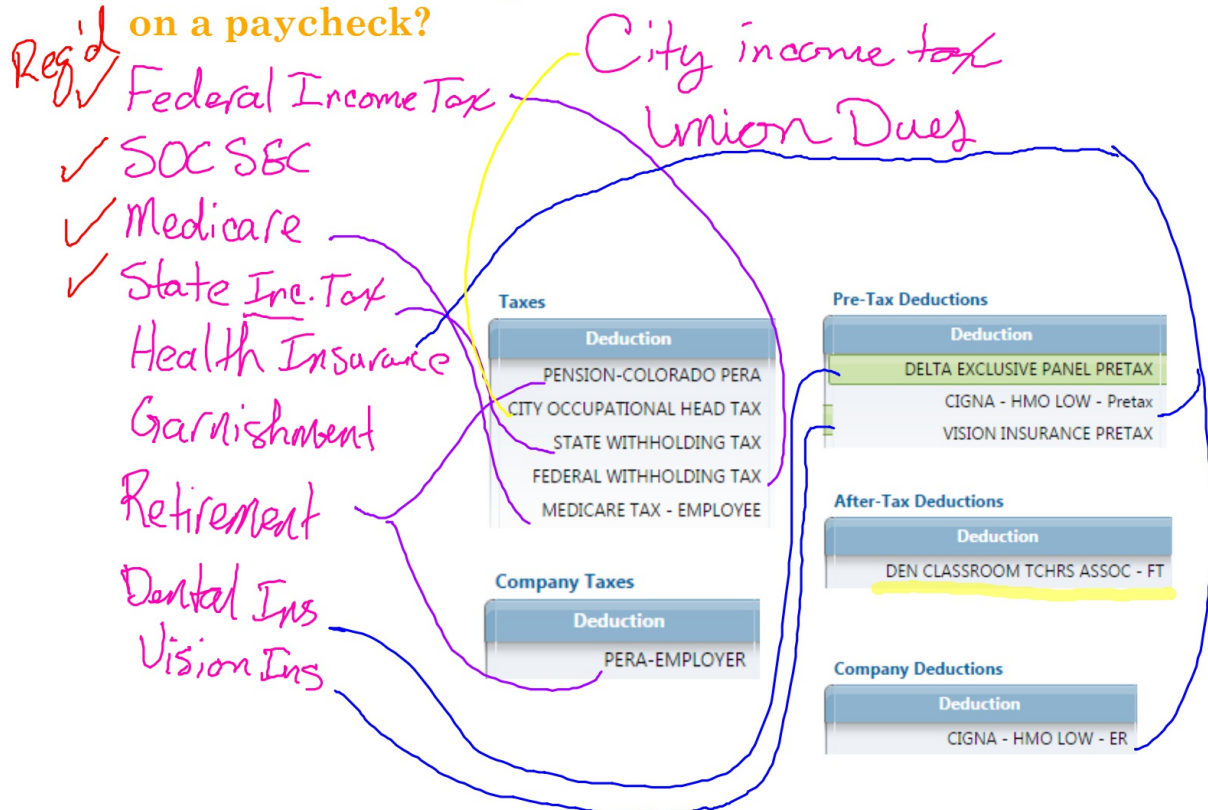 on a paycheck?
Req'd
Federal Income Tax
SOC SEC
Medicare
State Inc. Tax
Health Insurance
Garnishment
Retirement
Dental Ins
Vision Ins
City income tax
Union Dues
Taxes
Deduction
PENSION-COLORADO PERA
CITY OCCUPATIONAL HEAD TAX
STATE WITHHOLDING TAX
FEDERAL WITHHOLDING TAX
MEDICARE TAX - EMPLOYEE
Company Taxes
Deduction
PERA-EMPLOYER
Pre-Tax Deductions
Deduction
DELTA EXCLUSIVE PANEL PRETAX
CIGNA - HMO LOW - Pretax
VISION INSURANCE PRETAX
After-Tax Deductions
Deduction
DEN CLASSROOM TCHRS ASSOC - FT
Company Deductions
Deduction
CIGNA - HMO LOW - ER